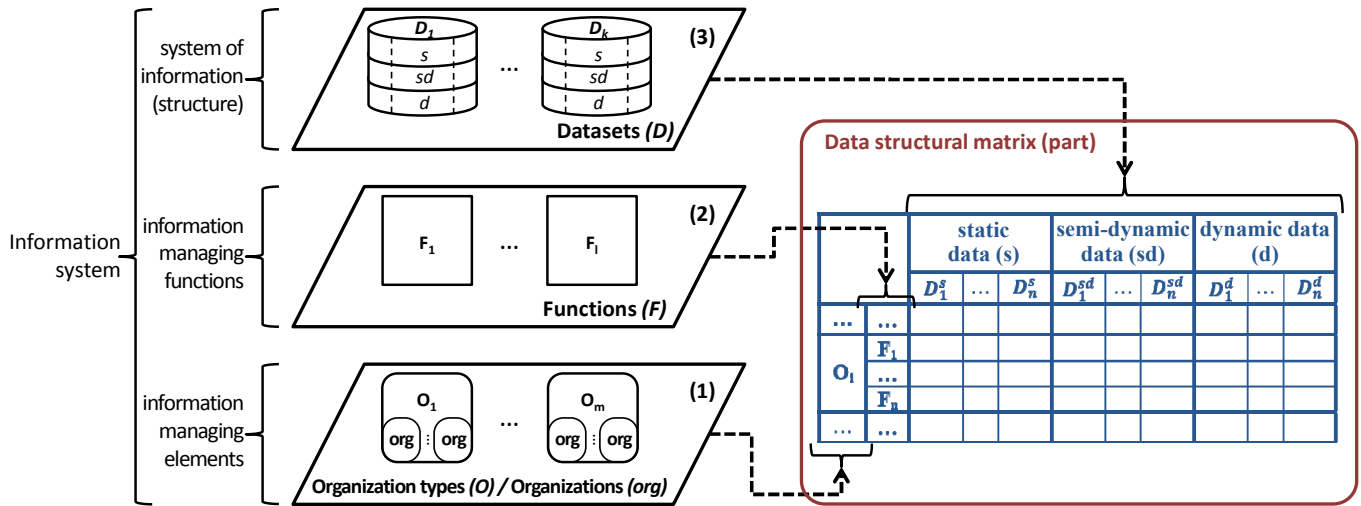 Information
system
system of
information
(structure)
D1 ... Dk (3)
s s
sd sd
d d
Datasets (D)
information
managing
functions
(2)
F1 ... Fl
Functions (F)
information
managing
elements
(1)
O1 ... Om
org ⋮ org org ⋮ org
Organization types (O) / Organizations (org)
Data structural matrix (part)
static semi-dynamic dynamic data
data (s) data (sd) (d)
D₁ˢ … Dₙˢ D₁ˢᵈ … Dₙˢᵈ D₁ᵈ … Dₙᵈ
... ...
F1
Oi ...
Fn
... ...